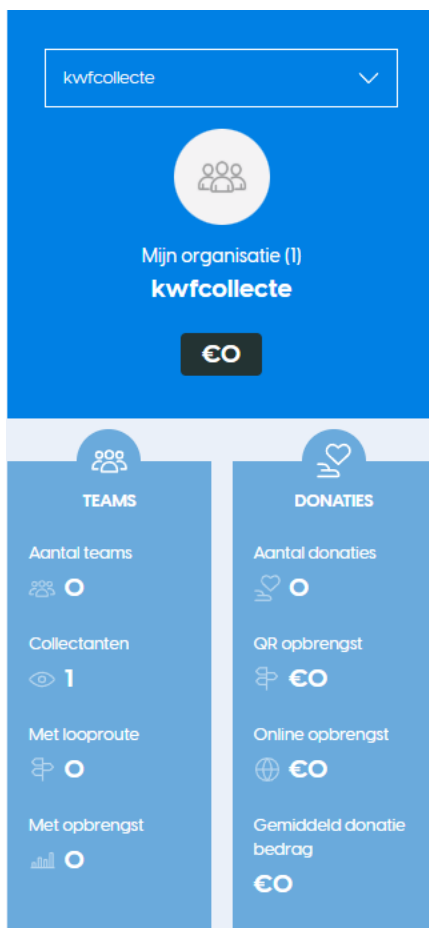 kwfcollecte
Mijn organisatie (1)
kwfcollecte
€0
TEAMS
Aantal teams
0
Collectanten
1
Met looproute
0
Met opbrengst
0
DONATIES
Aantal donaties
0
QR opbrengst
€0
Online opbrengst
€0
Gemiddeld donatie
bedrag
€0